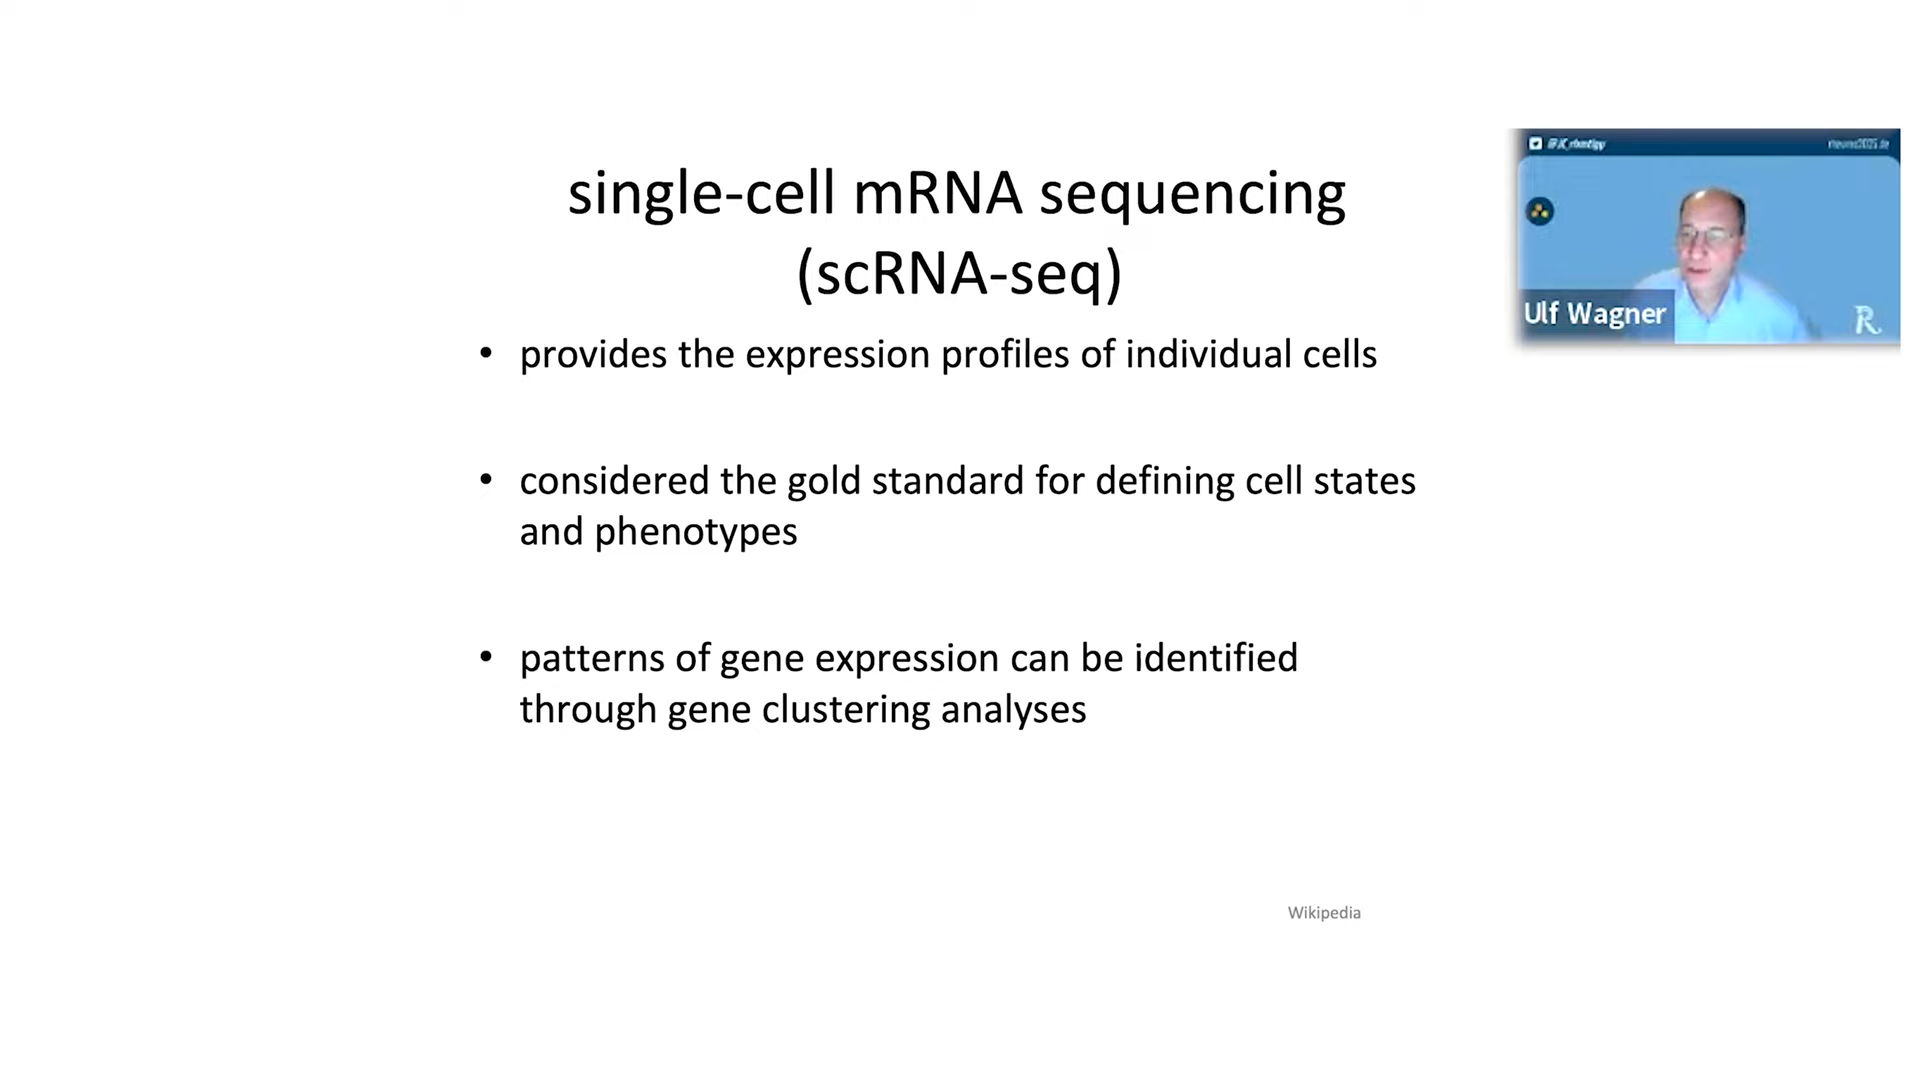 single-cell mRNA sequencing
(scRNA-seq)
• provides the expression profiles of individual cells
• considered the gold standard for defining cell states
and phenotypes
• patterns of gene expression can be identified
through gene clustering analyses
Wikipedia
Ulf Wagner
R